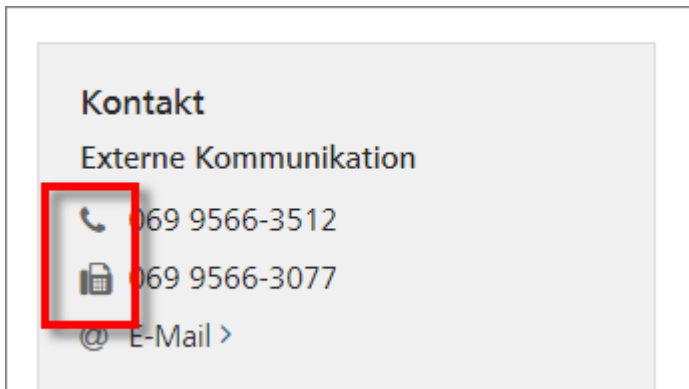 Kontakt
Externe Kommunikation
069 9566-3512
069 9566-3077
@ E-Mail >